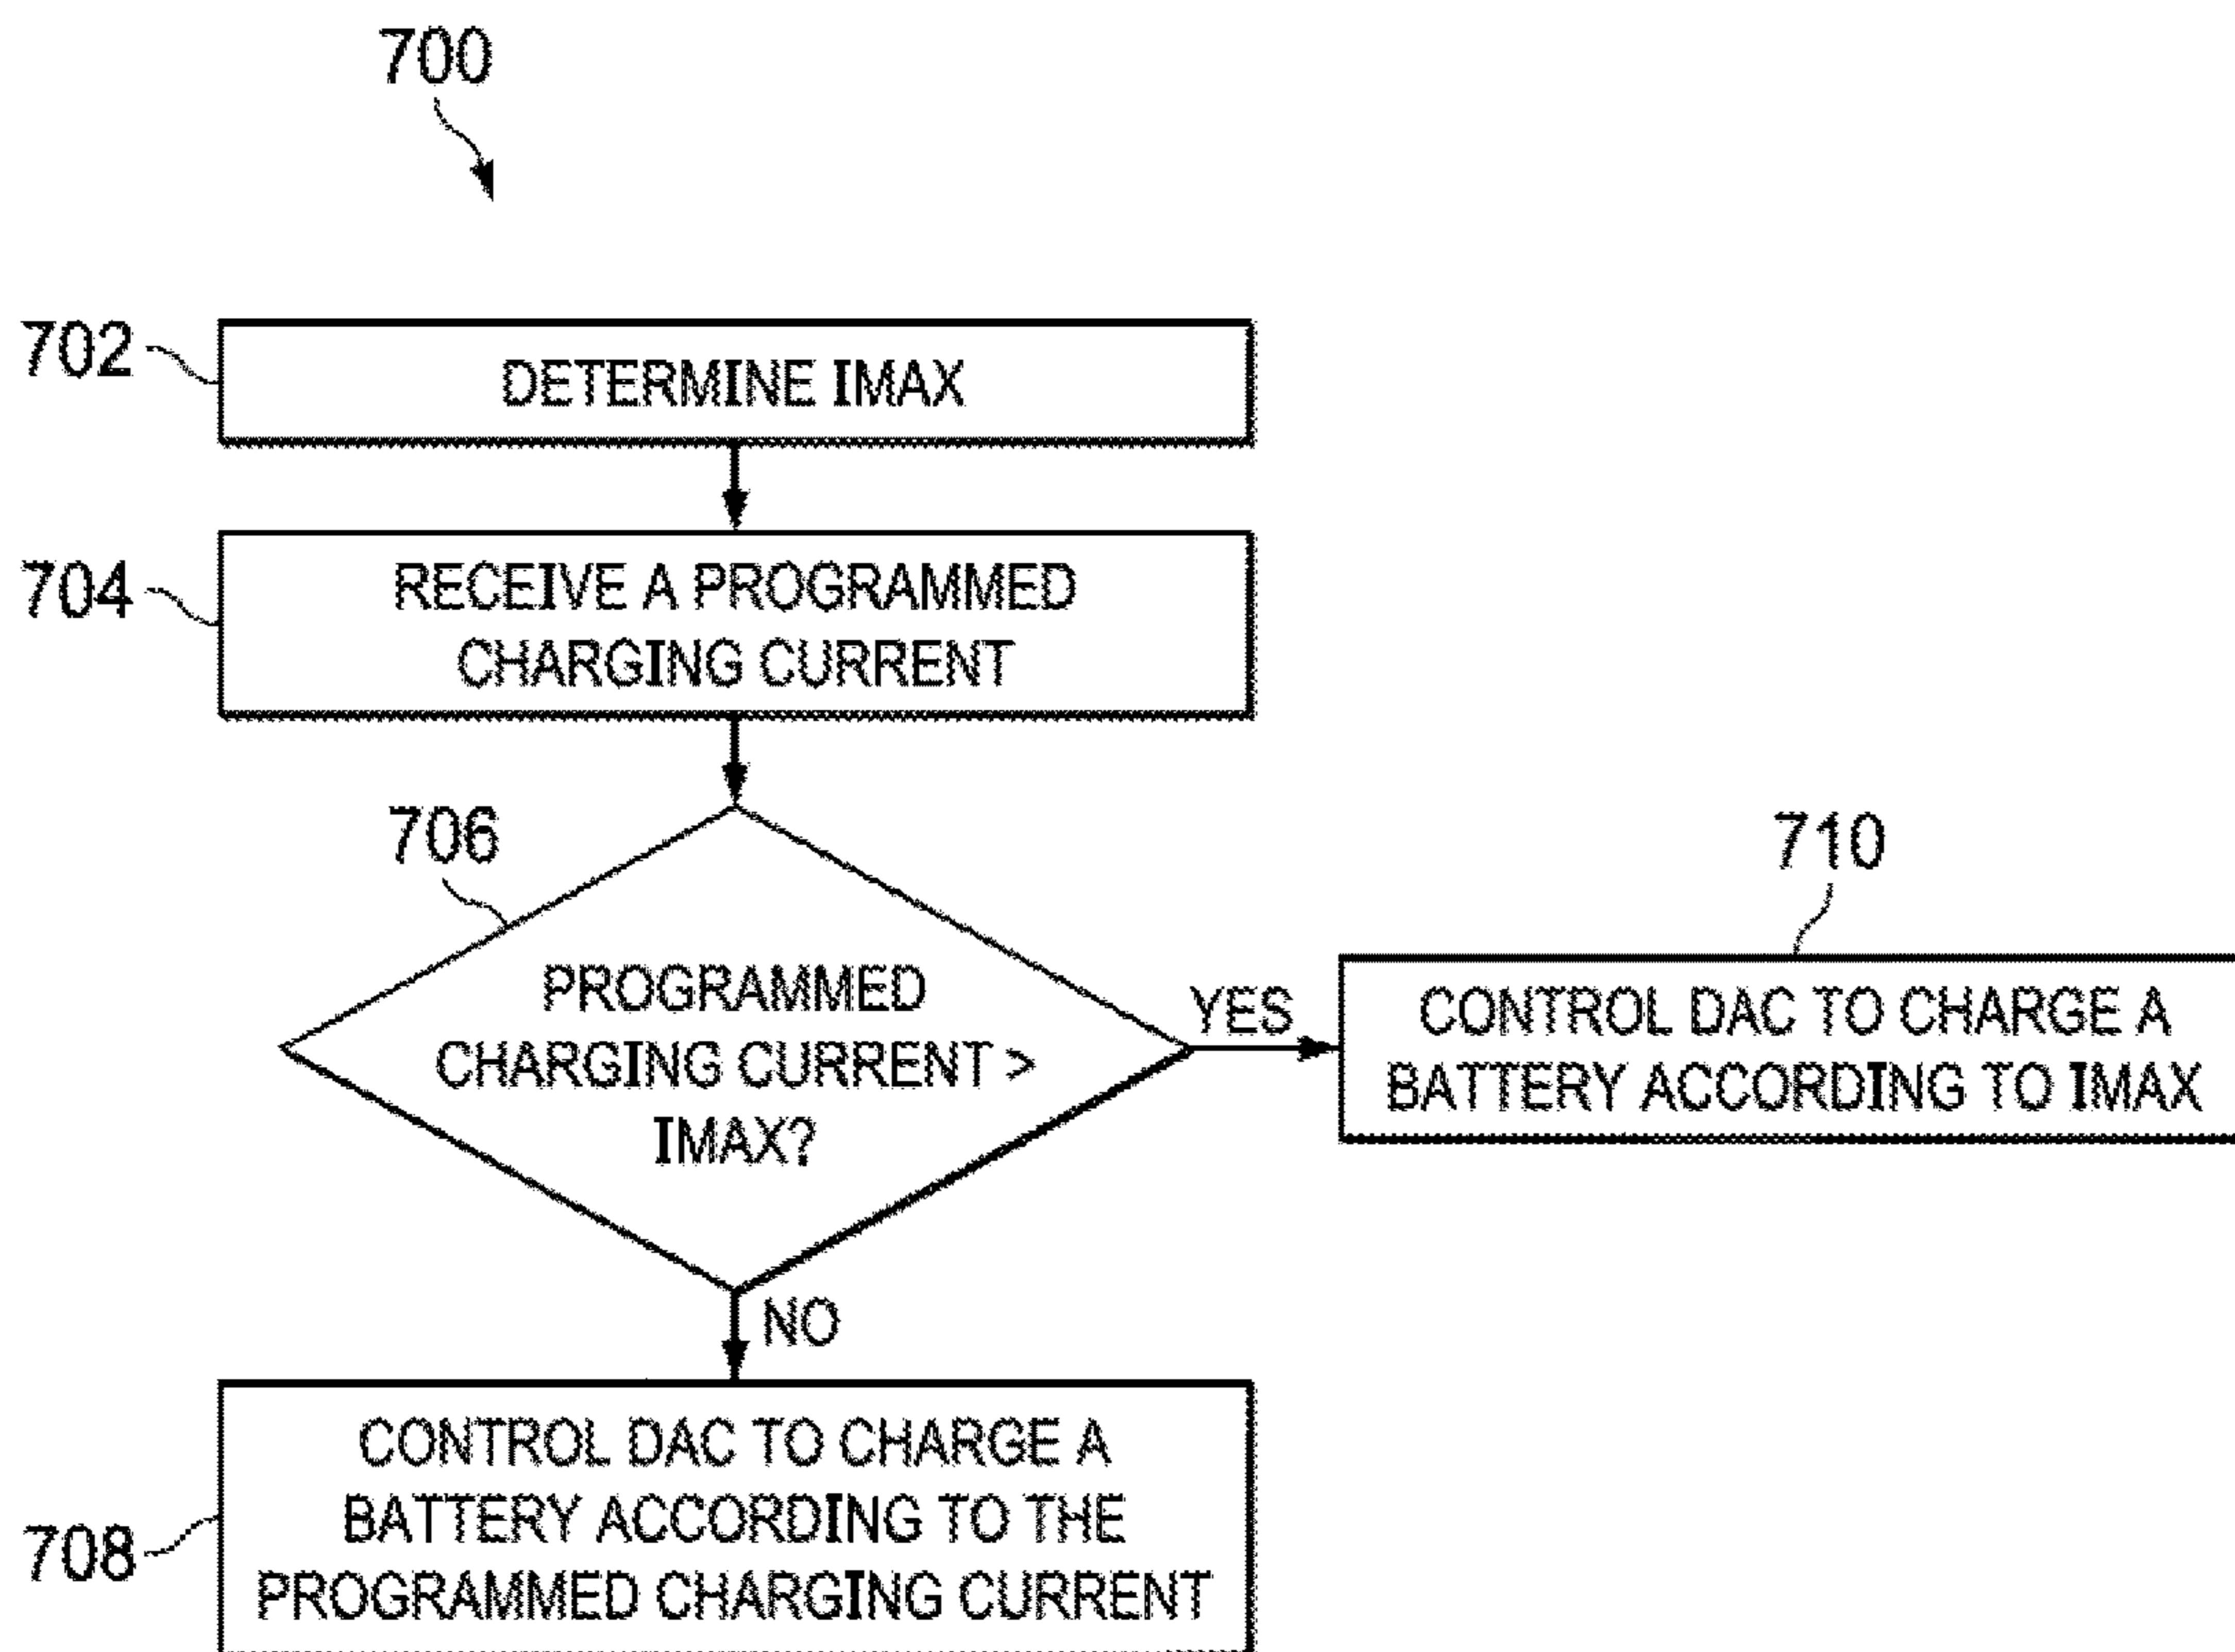 700
702
DETERMINE IMAX
704
RECEIVE A PROGRAMMED
CHARGING CURRENT
706
PROGRAMMED
CHARGING CURRENT >
IMAX?
YES
710
CONTROL DAC TO CHARGE A
BATTERY ACCORDING TO IMAX
NO
708
CONTROL DAC TO CHARGE A
BATTERY ACCORDING TO THE
PROGRAMMED CHARGING CURRENT